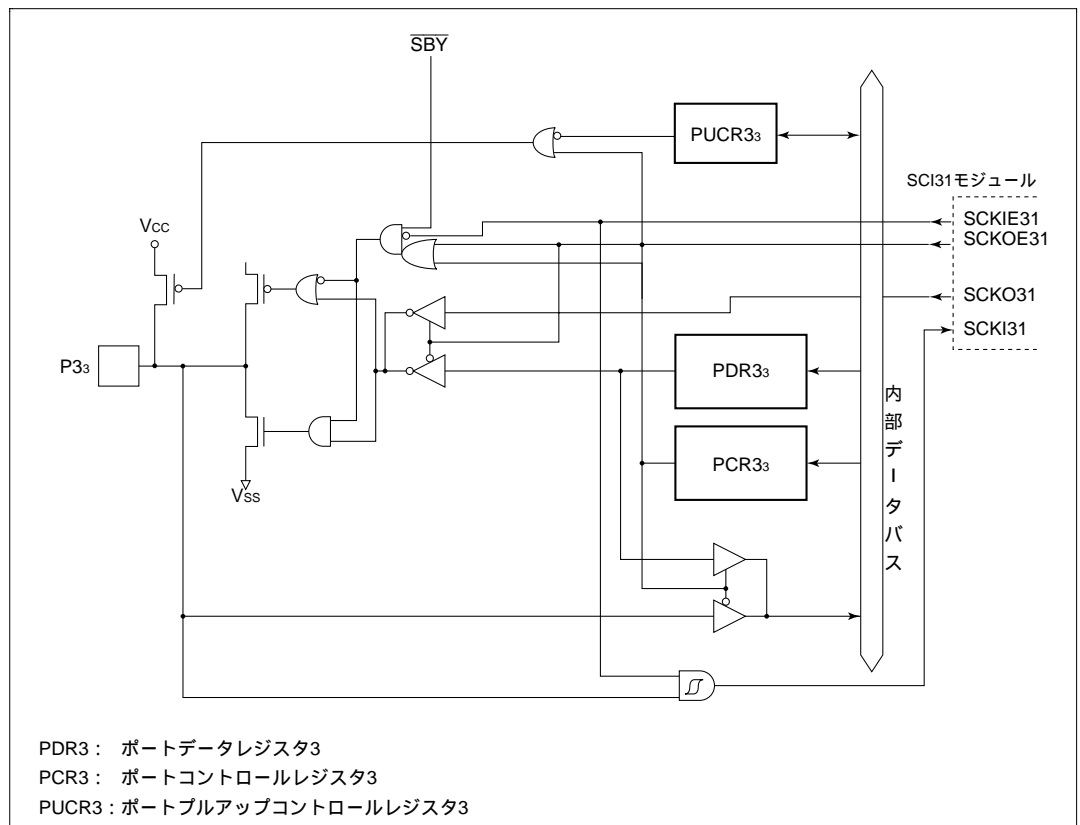 SBY
PUCR3₃
SCI31モジュール
SCKIE31
SCKOE31
VCC
SCKO31
SCKI31
P3₃
PDR3₃
内部データバス
PCR3₃
VSS
PDR3： ポートデータレジスタ3
PCR3： ポートコントロールレジスタ3
PUCR3：ポートプルアップコントロールレジスタ3